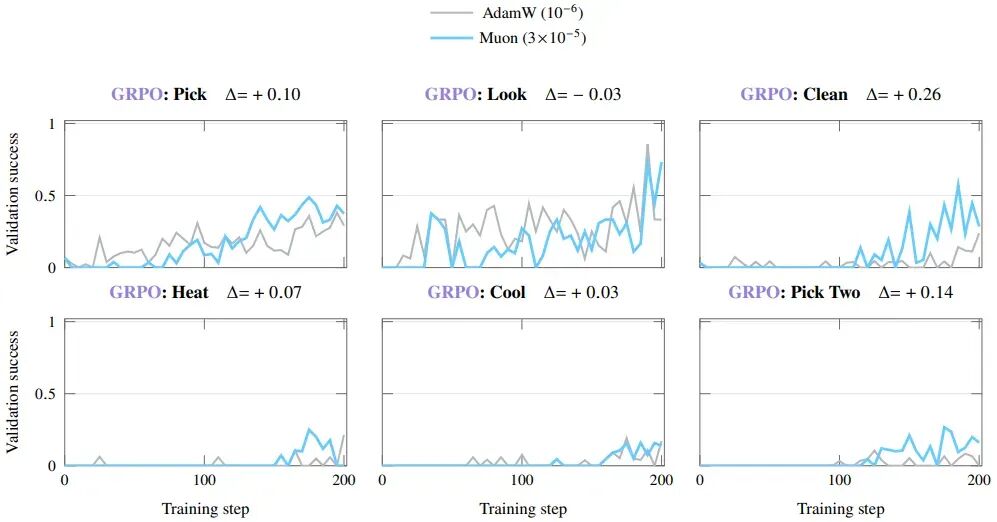 AdamW (10⁻⁶)
Muon (3×10⁻⁵)
GRPO: Pick Δ= + 0.10
GRPO: Look Δ= − 0.03
GRPO: Clean Δ= + 0.26
Validation success
1
0.5
0
GRPO: Heat Δ= + 0.07
GRPO: Cool Δ= + 0.03
GRPO: Pick Two Δ= + 0.14
Validation success
1
0.5
0
0 100 200
0 100 200
0 100 200
Training step
Training step
Training step